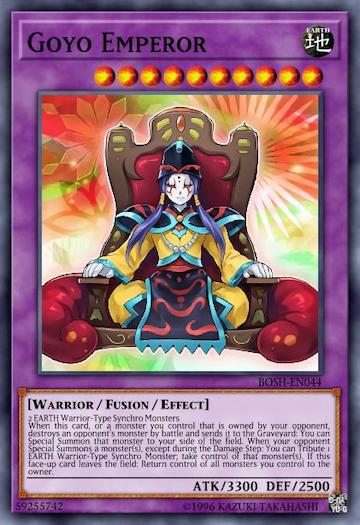 GOYO EMPEROR
EARTH
地
BOSH-EN044
[WARRIOR / FUSION / EFFECT]
2 EARTH Warrior-Type Synchro Monsters
When this card, or a monster you control that is owned by your opponent,
destroys an opponent's monster by battle and sends it to the Graveyard: You can
Special Summon that monster to your side of the field. When your opponent
Special Summons a monster(s), except during the Damage Step: You can Tribute 1
EARTH Warrior-Type Synchro Monster; take control of that monster(s). If this
face-up card leaves the field: Return control of all monsters you control to the
owner.
ATK/3300 DEF/2500
59255742
©1996 KAZUKI TAKAHASHI